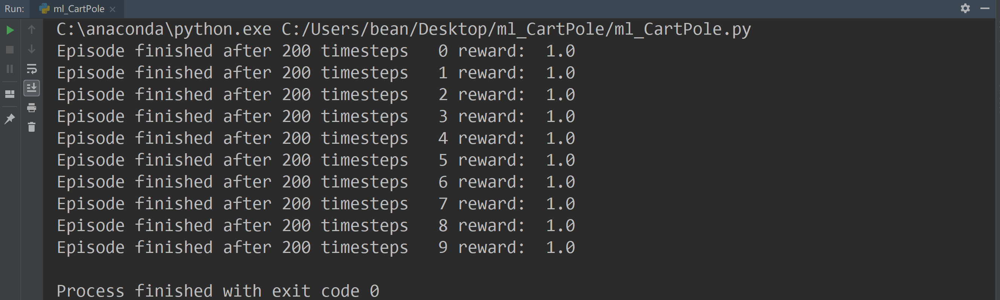 Run: ml_CartPole
C:\anaconda\python.exe C:/Users/bean/Desktop/ml_CartPole/ml_CartPole.py
Episode finished after 200 timesteps   0 reward:  1.0
Episode finished after 200 timesteps   1 reward:  1.0
Episode finished after 200 timesteps   2 reward:  1.0
Episode finished after 200 timesteps   3 reward:  1.0
Episode finished after 200 timesteps   4 reward:  1.0
Episode finished after 200 timesteps   5 reward:  1.0
Episode finished after 200 timesteps   6 reward:  1.0
Episode finished after 200 timesteps   7 reward:  1.0
Episode finished after 200 timesteps   8 reward:  1.0
Episode finished after 200 timesteps   9 reward:  1.0
Process finished with exit code 0